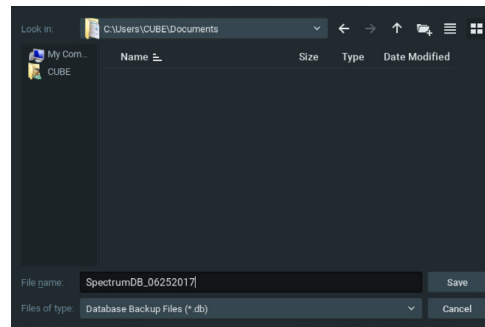 Look in: C:\Users\CUBE\Documents
My Com...
CUBE
Name Size Type Date Modified
File name: SpectrumDB_06252017 Save
Files of type: Database Backup Files (*.db) Cancel